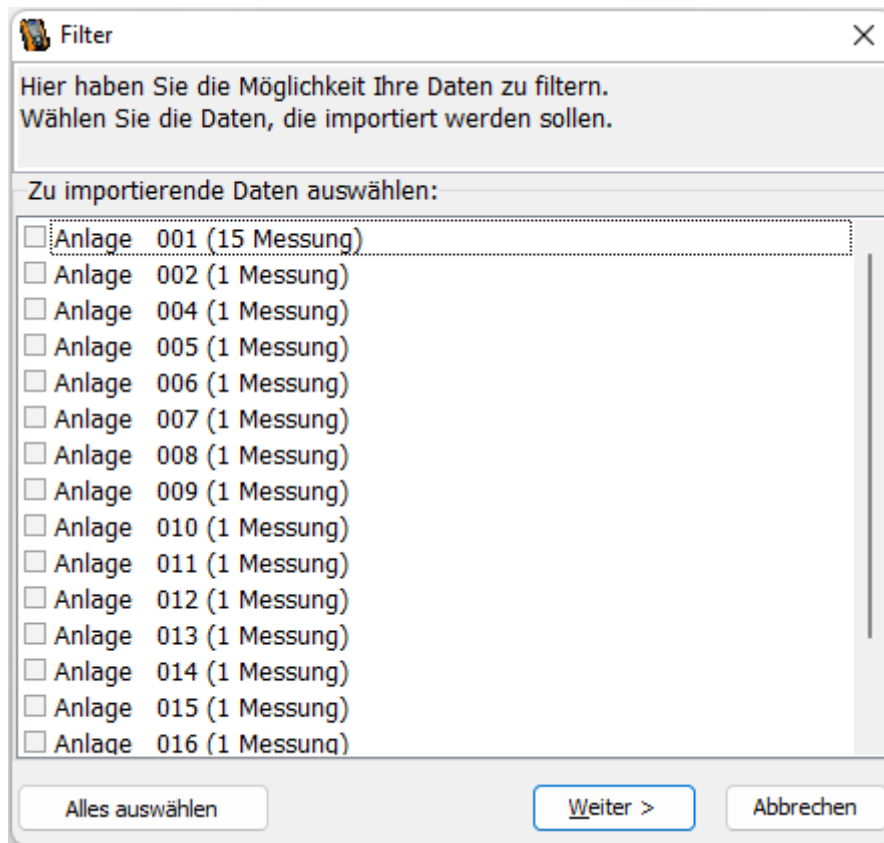 Filter
Hier haben Sie die Möglichkeit Ihre Daten zu filtern.
Wählen Sie die Daten, die importiert werden sollen.
Zu importierende Daten auswählen:
Anlage 001 (15 Messung)
Anlage 002 (1 Messung)
Anlage 004 (1 Messung)
Anlage 005 (1 Messung)
Anlage 006 (1 Messung)
Anlage 007 (1 Messung)
Anlage 008 (1 Messung)
Anlage 009 (1 Messung)
Anlage 010 (1 Messung)
Anlage 011 (1 Messung)
Anlage 012 (1 Messung)
Anlage 013 (1 Messung)
Anlage 014 (1 Messung)
Anlage 015 (1 Messung)
Anlage 016 (1 Messung)
Alles auswählen Weiter > Abbrechen